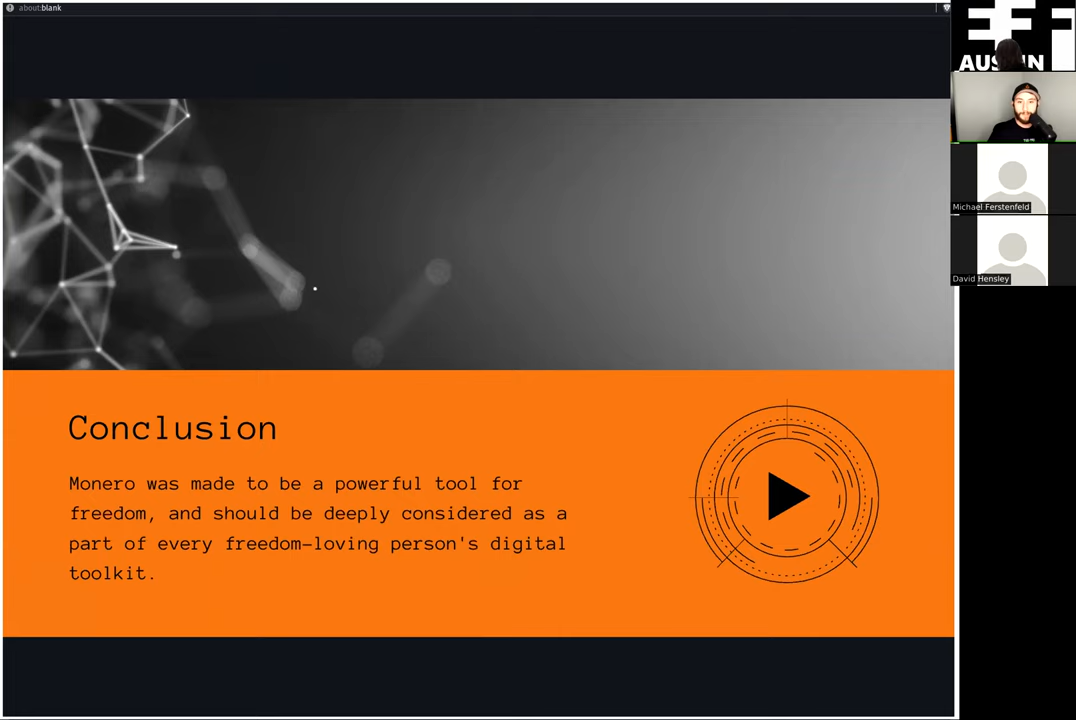 about:blank
EFF
AUSTIN
Michael Ferstenfeld
David Hensley
Conclusion
Monero was made to be a powerful tool for
freedom, and should be deeply considered as a
part of every freedom-loving person's digital
toolkit.